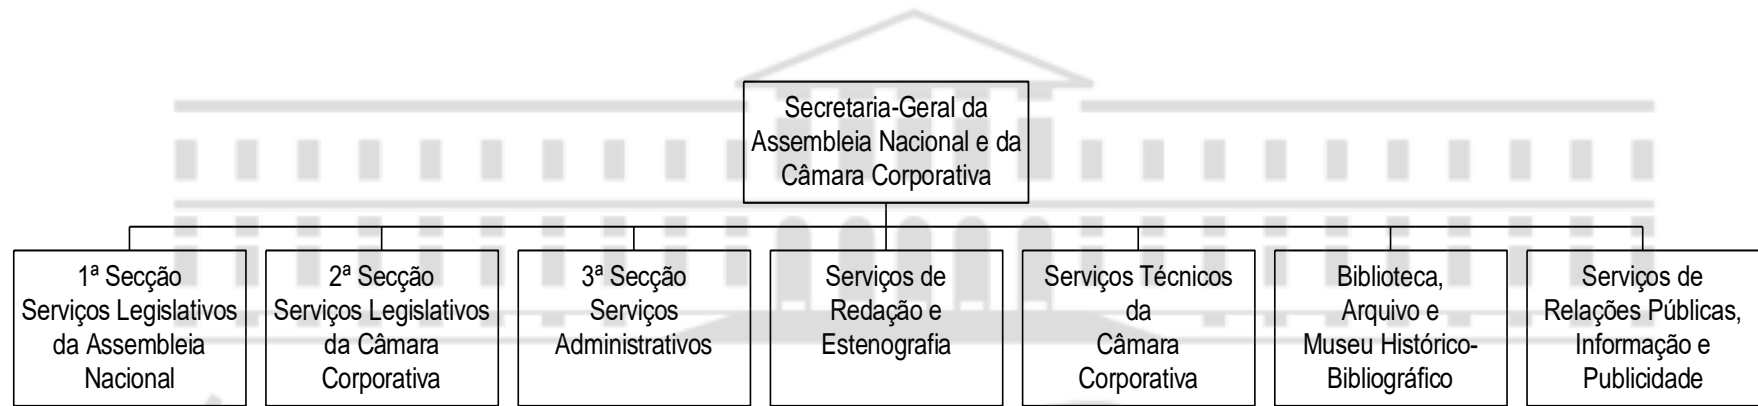 Secretaria-Geral da
Assembleia Nacional e da
Câmara Corporativa
1ª Secção
Serviços Legislativos
da Assembleia
Nacional
2ª Secção
Serviços Legislativos
da Câmara
Corporativa
3ª Secção
Serviços
Administrativos
Serviços de
Redação e
Estenografia
Serviços Técnicos
da
Câmara
Corporativa
Biblioteca,
Arquivo e
Museu Histórico-
Bibliográfico
Serviços de
Relações Públicas,
Informação e
Publicidade